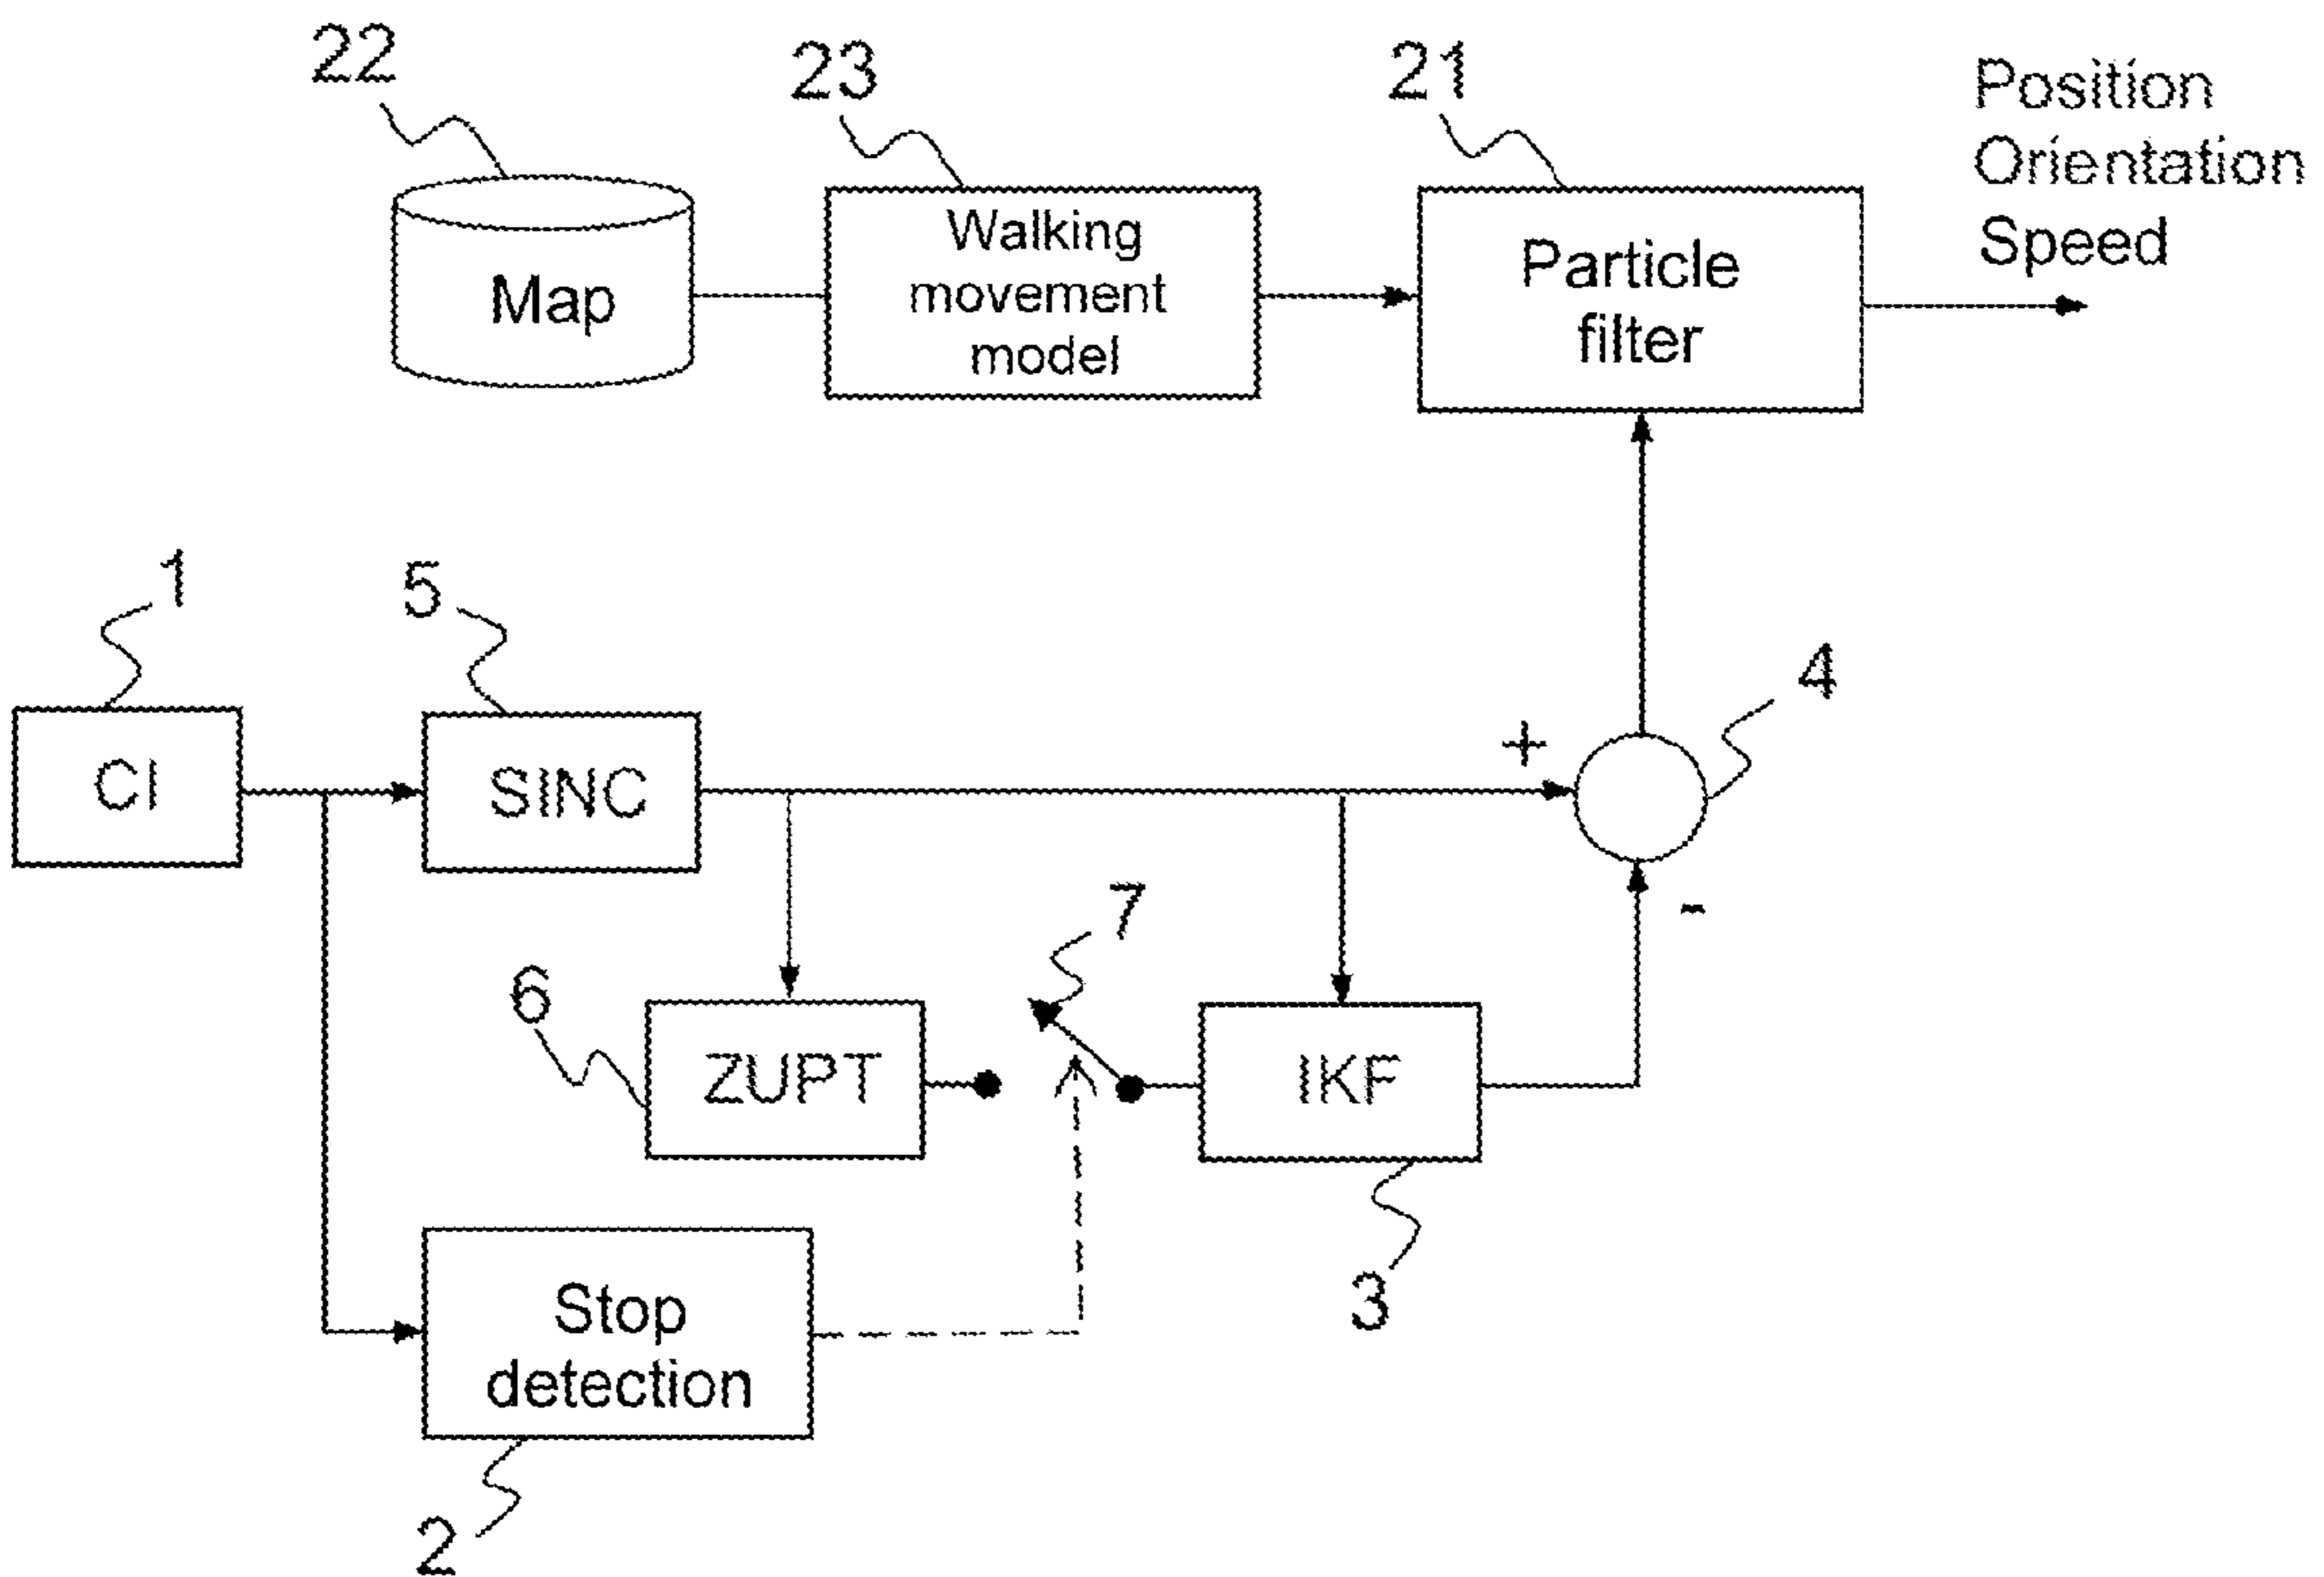 22
23
21
Position
Orientation
Speed
Map
Walking
movement
model
Particle
filter
1
5
4
CI
SINC
+
-
7
6
ZUPT
IKF
3
Stop
detection
2